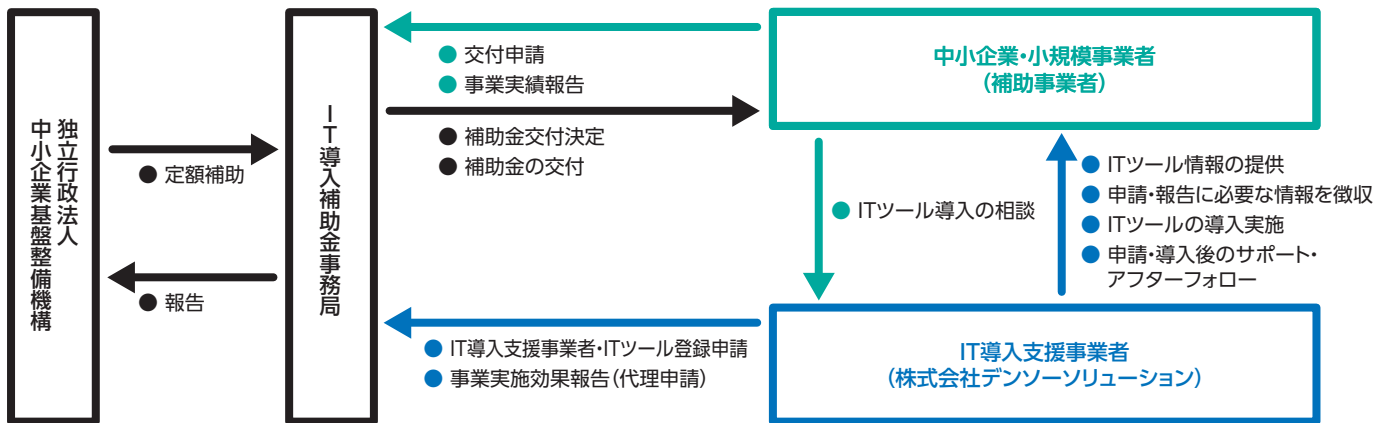 独立行政法人
中小企業基盤整備機構
● 定額補助
● 報告
IT導入補助金事務局
● 交付申請
● 事業実績報告
● 補助金交付決定
● 補助金の交付
中小企業・小規模事業者
(補助事業者)
● ITツール導入の相談
● ITツール情報の提供
● 申請・報告に必要な情報を徴収
● ITツールの導入実施
● 申請・導入後のサポート・
アフターフォロー
● IT導入支援事業者・ITツール登録申請
● 事業実施効果報告(代理申請)
IT導入支援事業者
(株式会社デンソーソリューション)